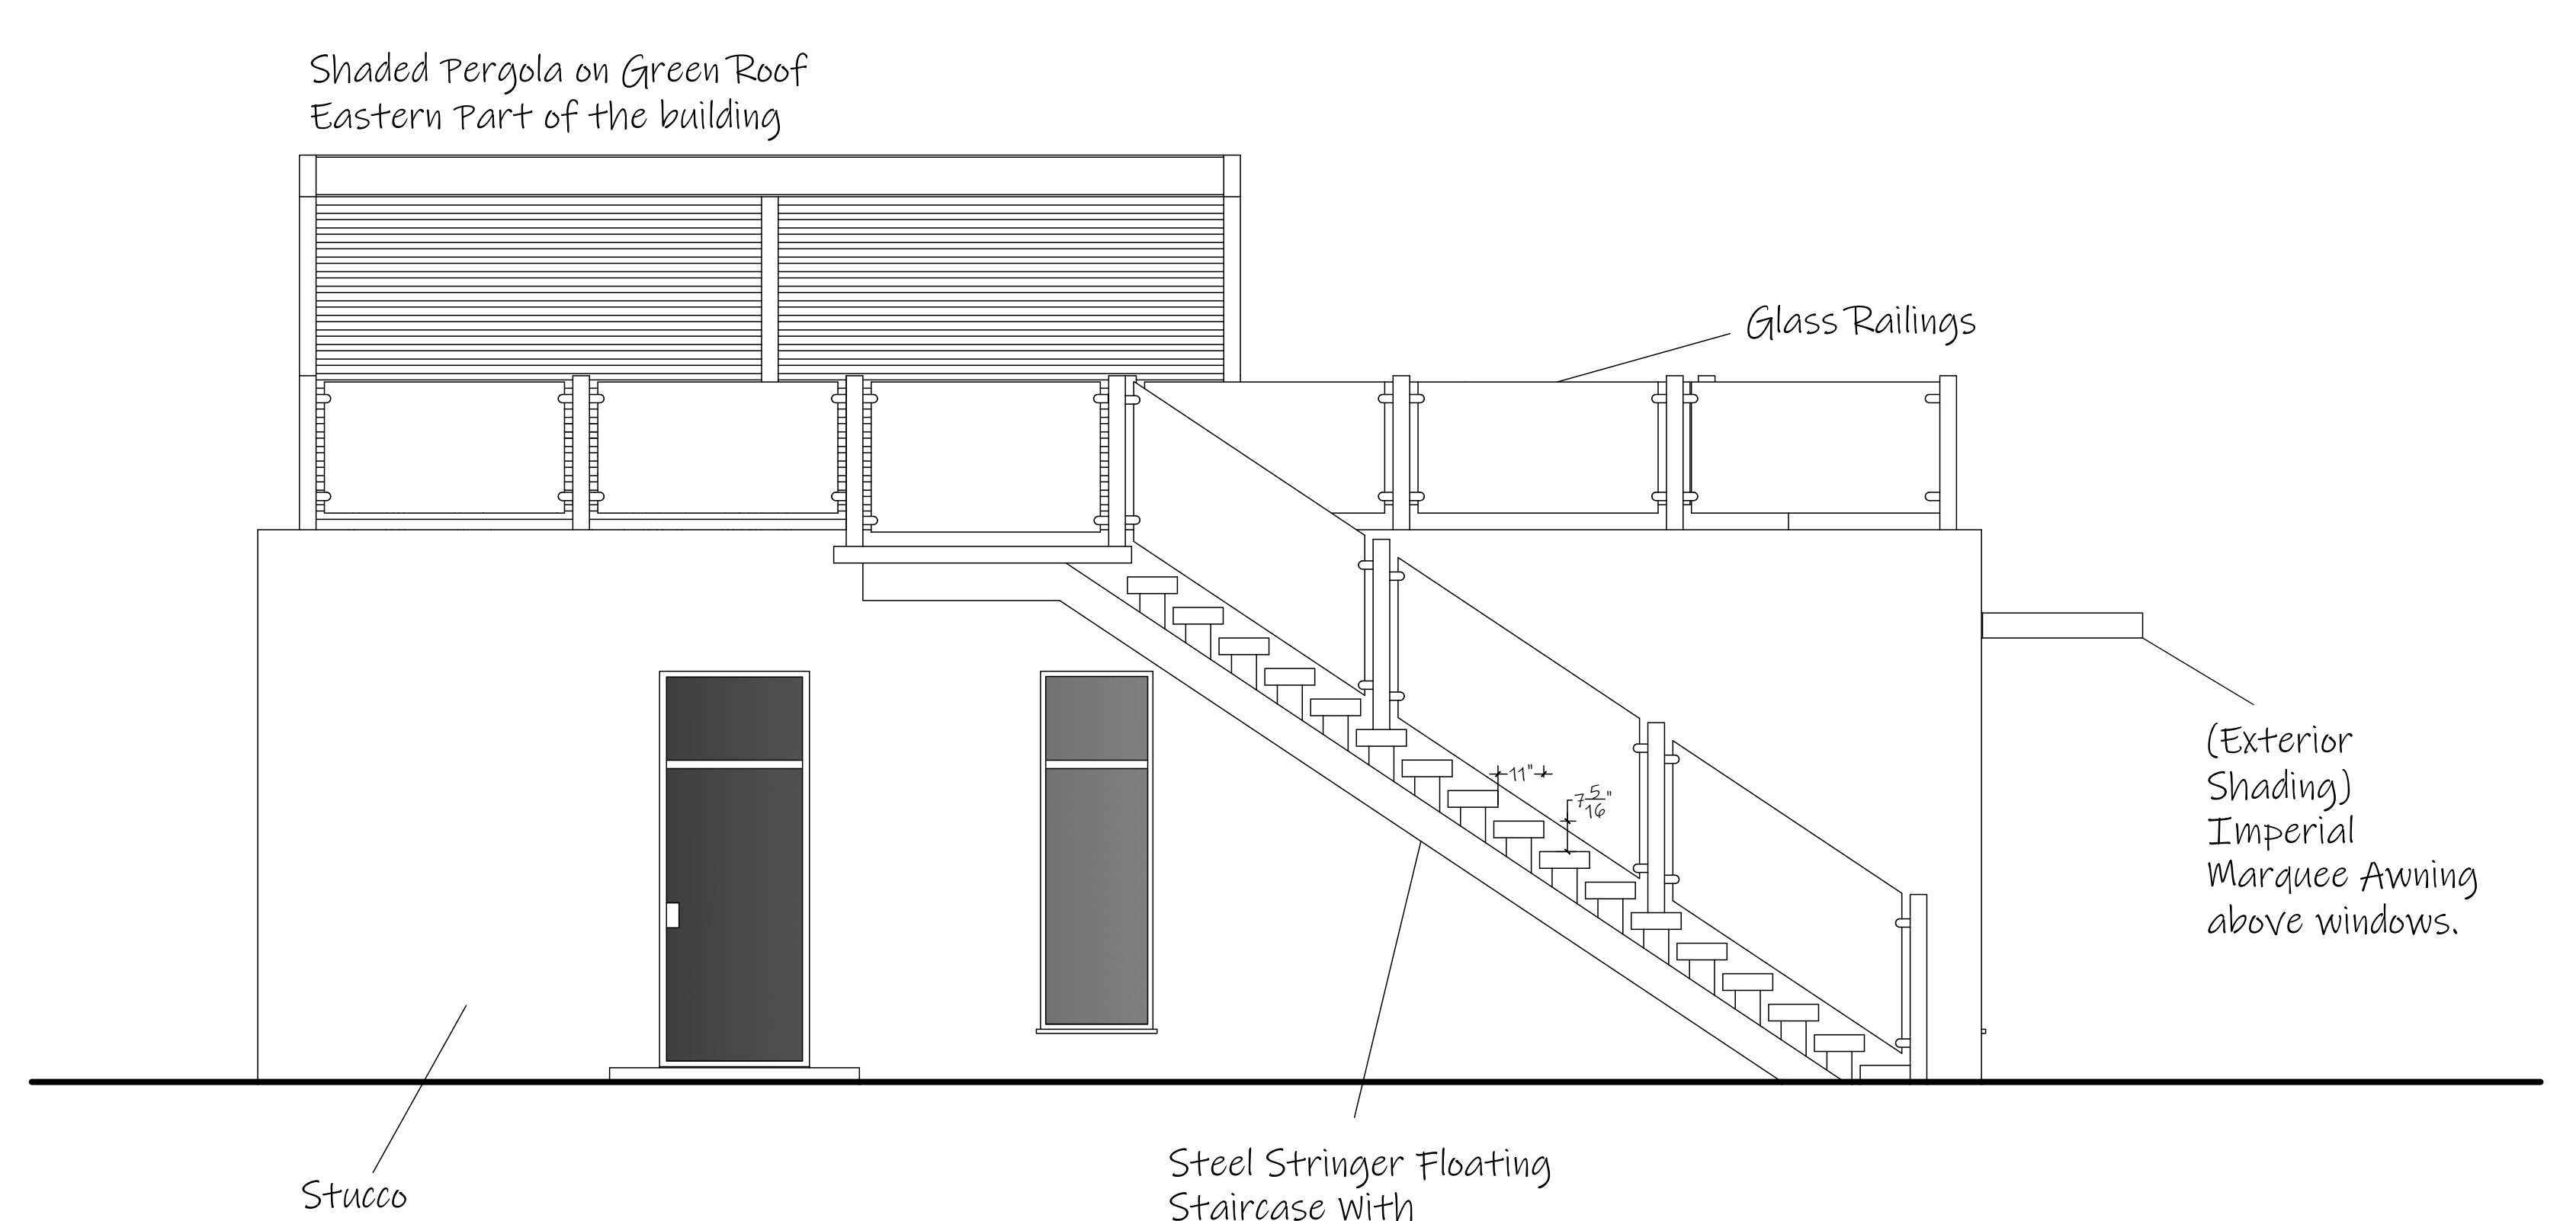 Shaded Pergola on Green Roof
Eastern Part of the building
Glass Railings
(Exterior
Shading)
Imperial
Marquee Awning
above windows.
11"
7 5/16"
Stucco
Steel Stringer Floating
Staircase With